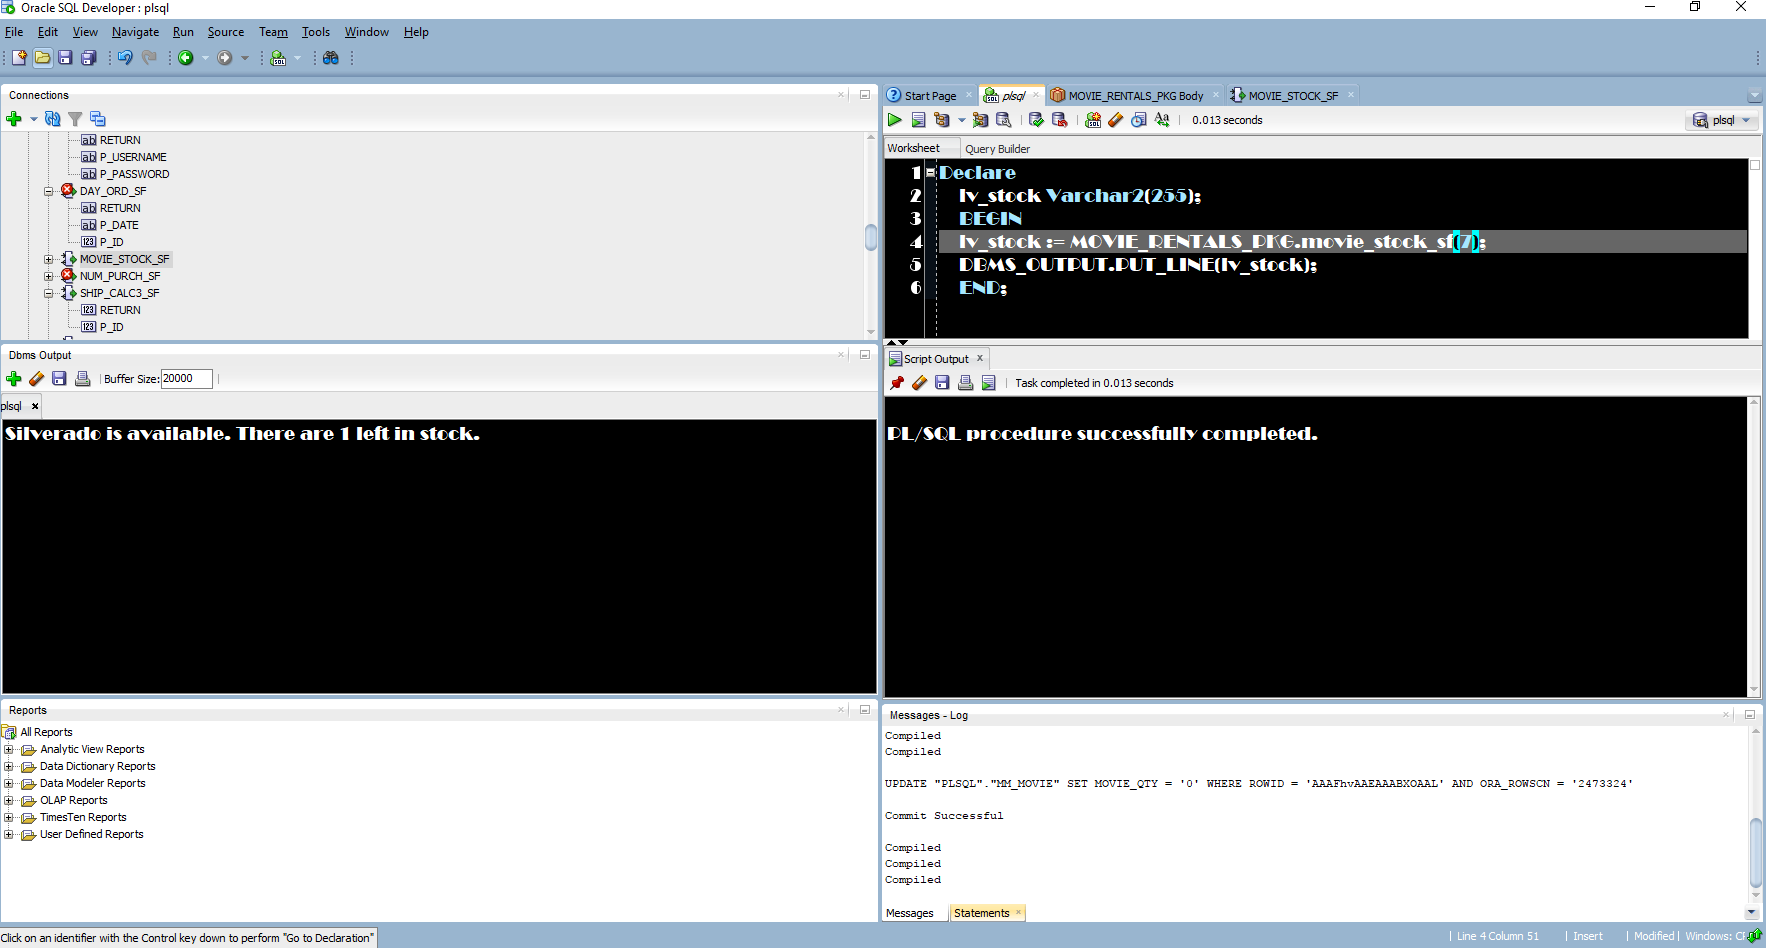 Oracle SQL Developer : plsql
File Edit View Navigate Run Source Team Tools Window Help
Connections
RETURN
P_USERNAME
P_PASSWORD
DAY_ORD_SF
RETURN
P_DATE
P_ID
MOVIE_STOCK_SF
NUM_PURCH_SF
SHIP_CALC3_SF
RETURN
P_ID
Dbms Output
Buffer Size: 20000
plsql
Silverado is available. There are 1 left in stock.
Reports
All Reports
Analytic View Reports
Data Dictionary Reports
Data Modeler Reports
OLAP Reports
TimesTen Reports
User Defined Reports
Start Page plsql MOVIE_RENTALS_PKG Body MOVIE_STOCK_SF
0.013 seconds plsql
Worksheet Query Builder
1 Declare
2 lv_stock Varchar2(255);
3 BEGIN
4 lv_stock := MOVIE_RENTALS_PKG.movie_stock_sf(7);
5 DBMS_OUTPUT.PUT_LINE(lv_stock);
6 END;
Script Output
Task completed in 0.013 seconds
PL/SQL procedure successfully completed.
Messages - Log
Compiled
Compiled
UPDATE "PLSQL"."MM_MOVIE" SET MOVIE_QTY = '0' WHERE ROWID = 'AAAFhvAAEAAABXOAAL' AND ORA_ROWSCN = '2473324'
Commit Successful
Compiled
Compiled
Compiled
Messages Statements
Click on an identifier with the Control key down to perform "Go to Declaration"
Line 4 Column 51 Insert Modified Windows: